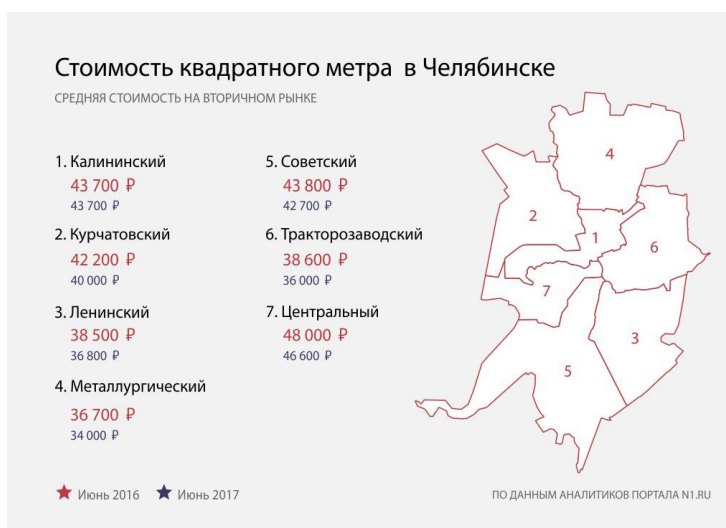 Стоимость квадратного метра в Челябинске
СРЕДНЯЯ СТОИМОСТЬ НА ВТОРИЧНОМ РЫНКЕ
1. Калининский
43 700 ₽
43 700 ₽
2. Курчатовский
42 200 ₽
40 000 ₽
3. Ленинский
38 500 ₽
36 800 ₽
4. Металлургический
36 700 ₽
34 000 ₽
5. Советский
43 800 ₽
42 700 ₽
6. Тракторозаводский
38 600 ₽
36 000 ₽
7. Центральный
48 000 ₽
46 600 ₽
4
2
1
6
7
3
5
Июнь 2016
Июнь 2017
ПО ДАННЫМ АНАЛИТИКОВ ПОРТАЛА N1.RU